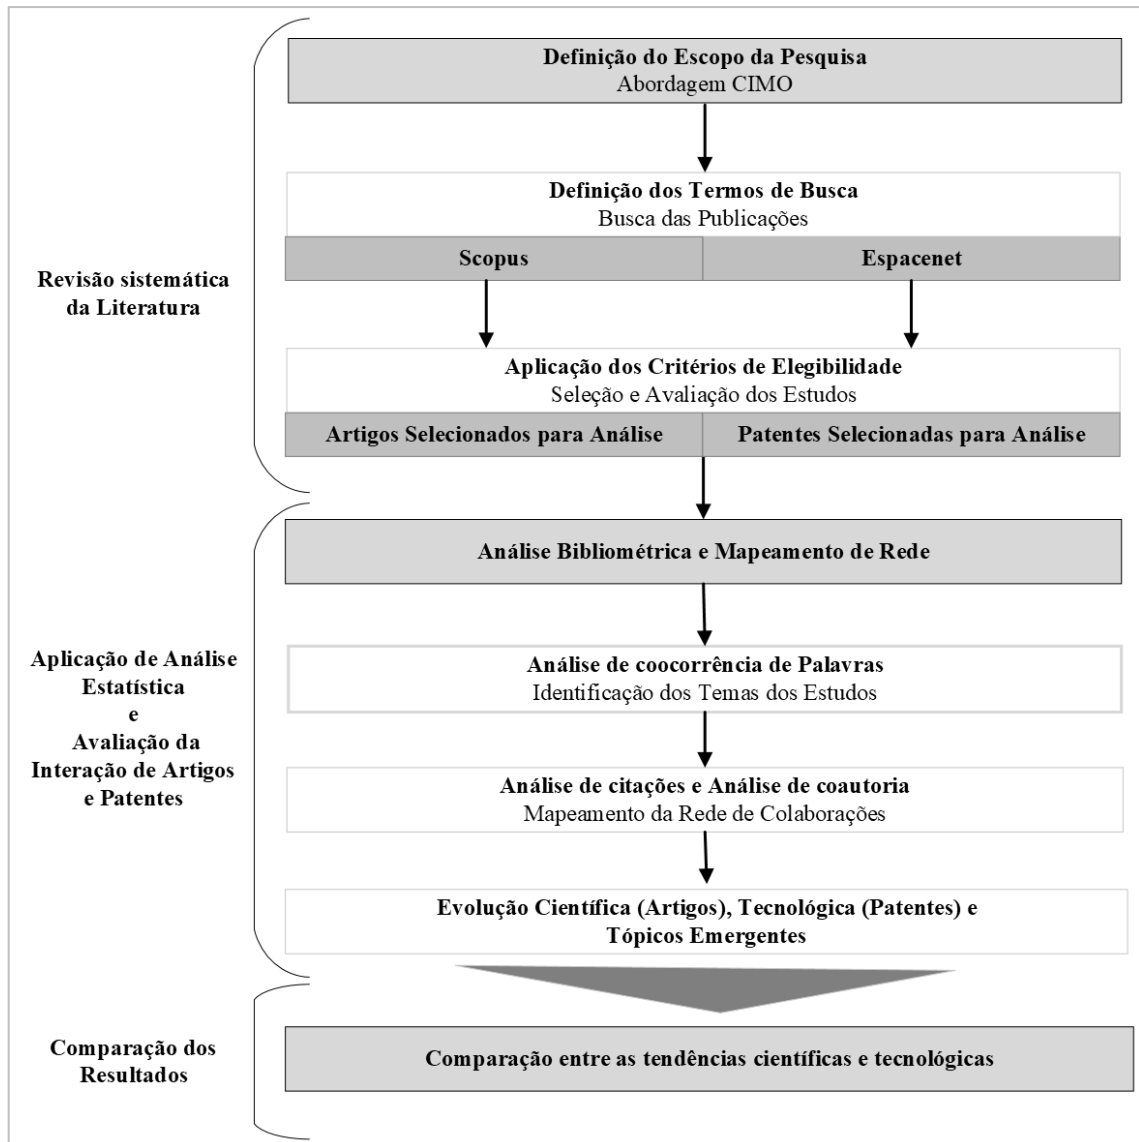 Definição do Escopo da Pesquisa
Abordagem CIMO
Definição dos Termos de Busca
Busca das Publicações
Scopus
Espacenet
Revisão sistemática
da Literatura
Aplicação dos Critérios de Elegibilidade
Seleção e Avaliação dos Estudos
Artigos Selecionados para Análise
Patentes Selecionadas para Análise
Análise Bibliométrica e Mapeamento de Rede
Aplicação de Análise
Estatística
e
Avaliação da
Interação de Artigos
e Patentes
Análise de coocorrência de Palavras
Identificação dos Temas dos Estudos
Análise de citações e Análise de coautoria
Mapeamento da Rede de Colaborações
Evolução Científica (Artigos), Tecnológica (Patentes) e
Tópicos Emergentes
Comparação dos
Resultados
Comparação entre as tendências científicas e tecnológicas